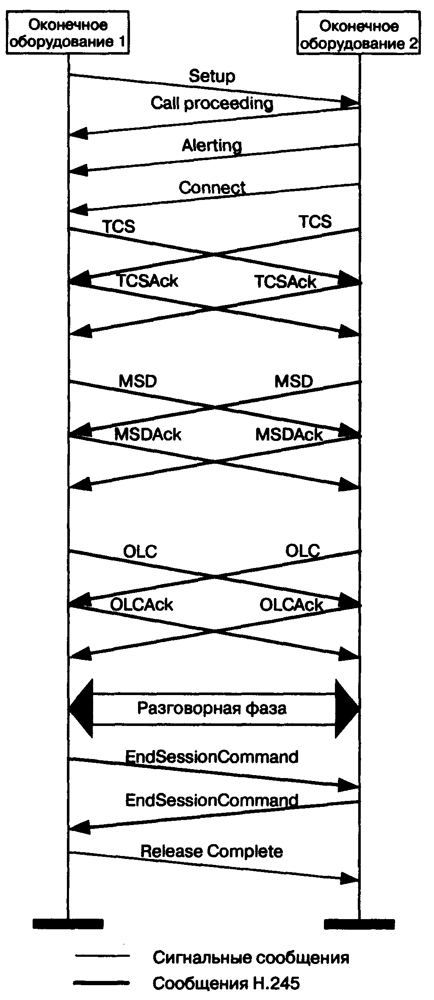 Оконечное
оборудование 1
Оконечное
оборудование 2
Setup
Call proceeding
Alerting
Connect
TCS
TCS
TCSAck
TCSAck
MSD
MSD
MSDAck
MSDAck
OLC
OLC
OLCAck
OLCAck
Разговорная фаза
EndSessionCommand
EndSessionCommand
Release Complete
Сигнальные сообщения
Сообщения H.245